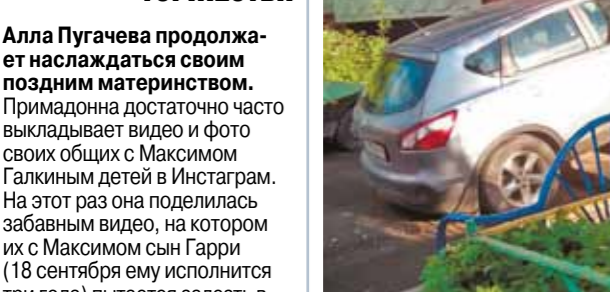 Алла Пугачева продолжа-
ет наслаждаться своим
поздним материнством.
Примадонна достаточно часто
выкладывает видео и фото
своих общих с Максимом
Галкиным детей в Инстаграм.
На этот раз она поделилась
забавным видео, на котором
их с Максимом сын Гарри
(18 сентября ему исполнится